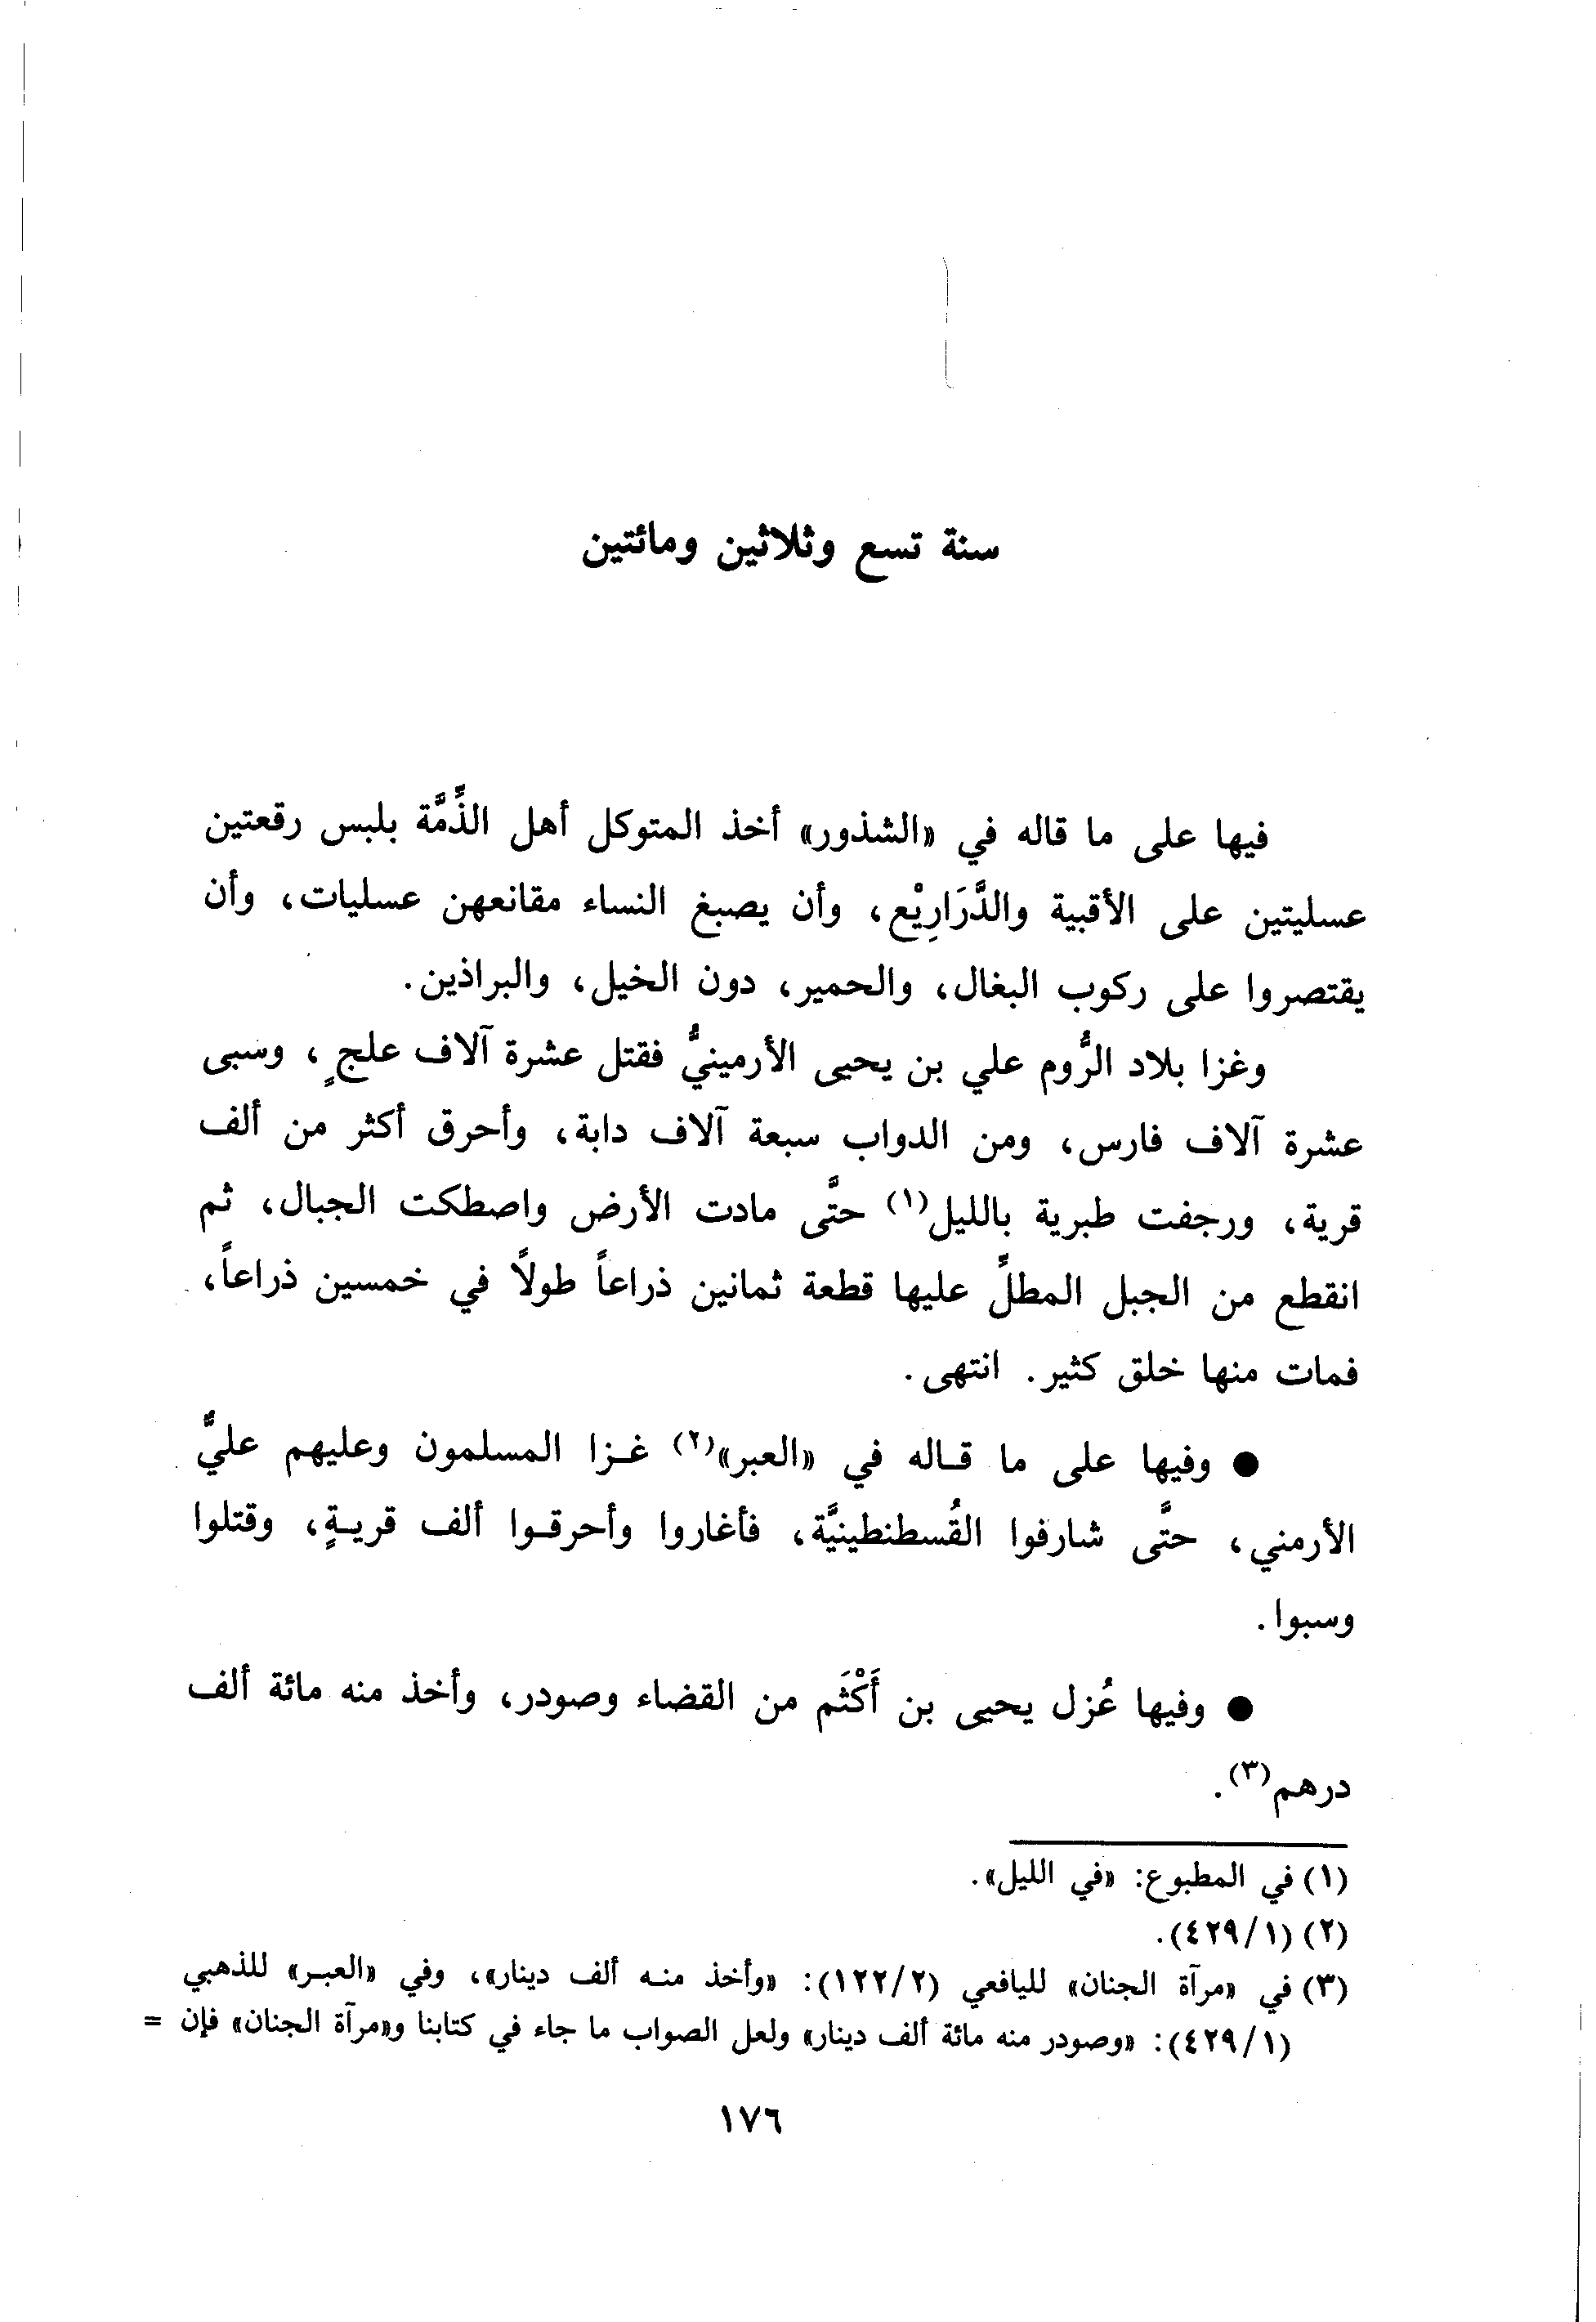 سنة تسع وثلاثين ومائتين
فيها على ما قاله في «الشذور» أخذ المتوكل أهل الذِّمَّة بلبس رقعتين
عسليتين على الأقبية والدَّرَارِيْع، وأن يصبغ النساء مقانعهن عسليات، وأن
يقتصروا على ركوب البغال، والحمير، دون الخيل، والبراذين.
وغزا بلاد الرُّوم علي بن يحيى الأرمينيُّ فقتل عشرة آلاف علجٍ، وسبى
عشرة آلاف فارس، ومن الدواب سبعة آلاف دابة، وأحرق أكثر من ألف
قرية، ورجفت طبرية بالليل(١) حتَّى مادت الأرض واصطكت الجبال، ثم
انقطع من الجبل المطلِّ عليها قطعة ثمانين ذراعاً طولاً في خمسين ذراعاً،
فمات منها خلق كثير. انتهى.
● وفيها على ما قاله في «العبر»(٢) غزا المسلمون وعليهم عليٌّ
الأرمني، حتَّى شارفوا القُسطنطينيَّة، فأغاروا وأحرقوا ألف قريةٍ، وقتلوا
وسبوا.
● وفيها عُزل يحيى بن أَكْثَم من القضاء وصودر، وأخذ منه مائة ألف
درهم(٣).
(١) في المطبوع: «في الليل».
(٢) (٤٢٩/١).
(٣) في «مرآة الجنان» لليافعي (١٢٢/٢): «وأخذ منه ألف دينار»، وفي «العبر» للذهبي
(٤٢٩/١): «وصودر منه مائة ألف دينار» ولعل الصواب ما جاء في كتابنا و«مرآة الجنان» فإن =
١٧٦